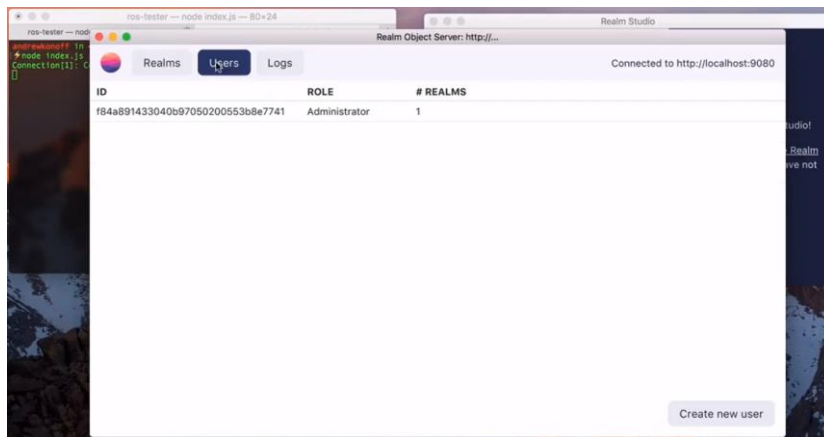 ros-tester — node index.js — 80×24
Realm Studio
ros-tester — nod
Realm Object Server: http://...
andrewkonoff in
node index.js
Connection[1]: C
Realms
Users
Logs
Connected to http://localhost:9080
ID ROLE # REALMS
f84a891433040b97050200553b8e7741 Administrator 1
tudio!
Realm
ave not
Create new user